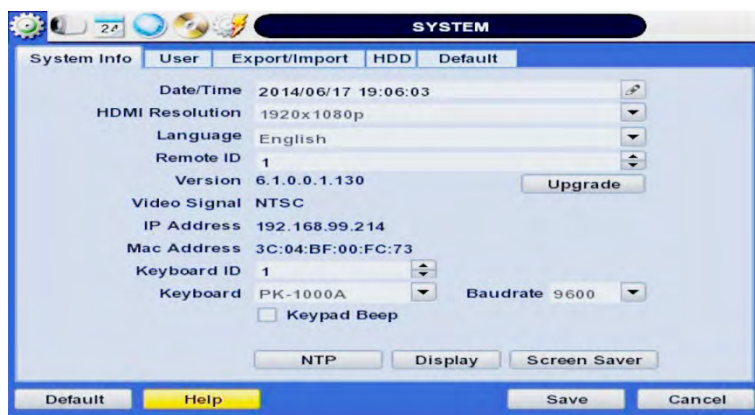 24 SYSTEM
System Info User Export/Import HDD Default
Date/Time 2014/06/17 19:06:03
HDMI Resolution 1920x1080p
Language English
Remote ID 1
Version 6.1.0.0.1.130 Upgrade
Video Signal NTSC
IP Address 192.168.99.214
Mac Address 3C:04:BF:00:FC:73
Keyboard ID 1
Keyboard PK-1000A Baudrate 9600
Keypad Beep
NTP Display Screen Saver
Default Help Save Cancel